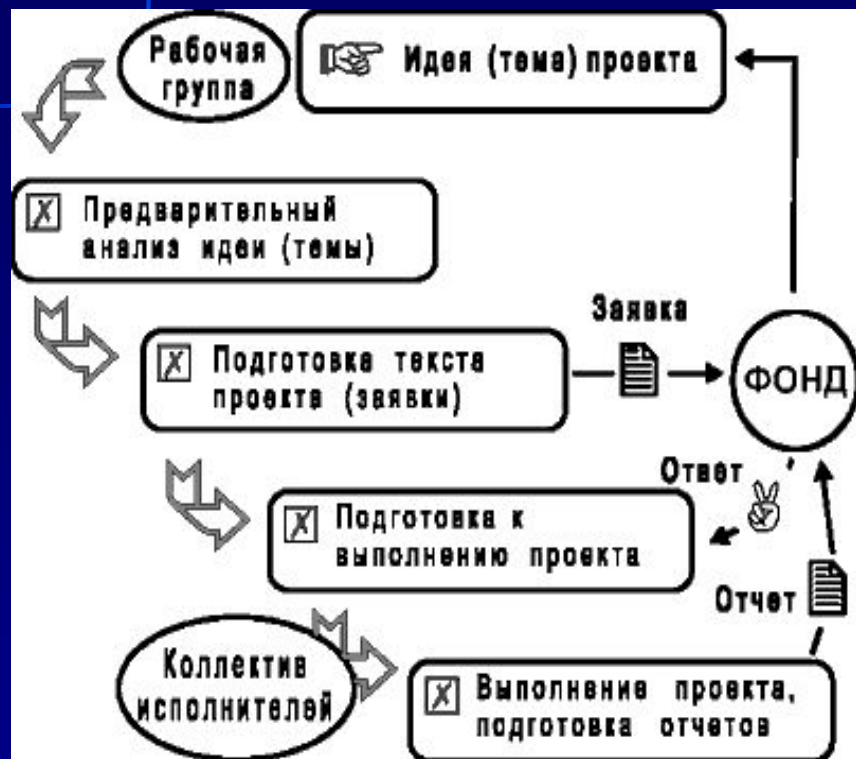 Рабочая
группа
Идея (тема) проекта
Предварительный
анализ идеи (темы)
Заявка
Подготовка текста
проекта (заявки)
ФОНД
Ответ
Подготовка к
выполнению проекта
Отчет
Коллектив
исполнителей
Выполнение проекта,
подготовка отчетов